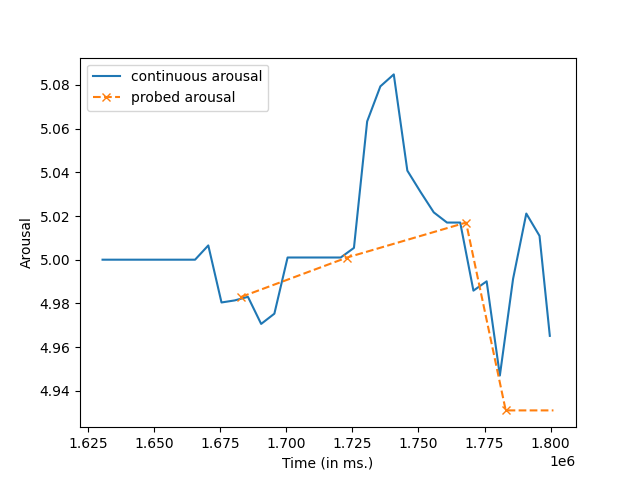 continuous arousal
probed arousal
5.08
5.06
5.04
5.02
5.00
4.98
4.96
4.94
Arousal
1.625 1.650 1.675 1.700 1.725 1.750 1.775 1.800
Time (in ms.)
1e6